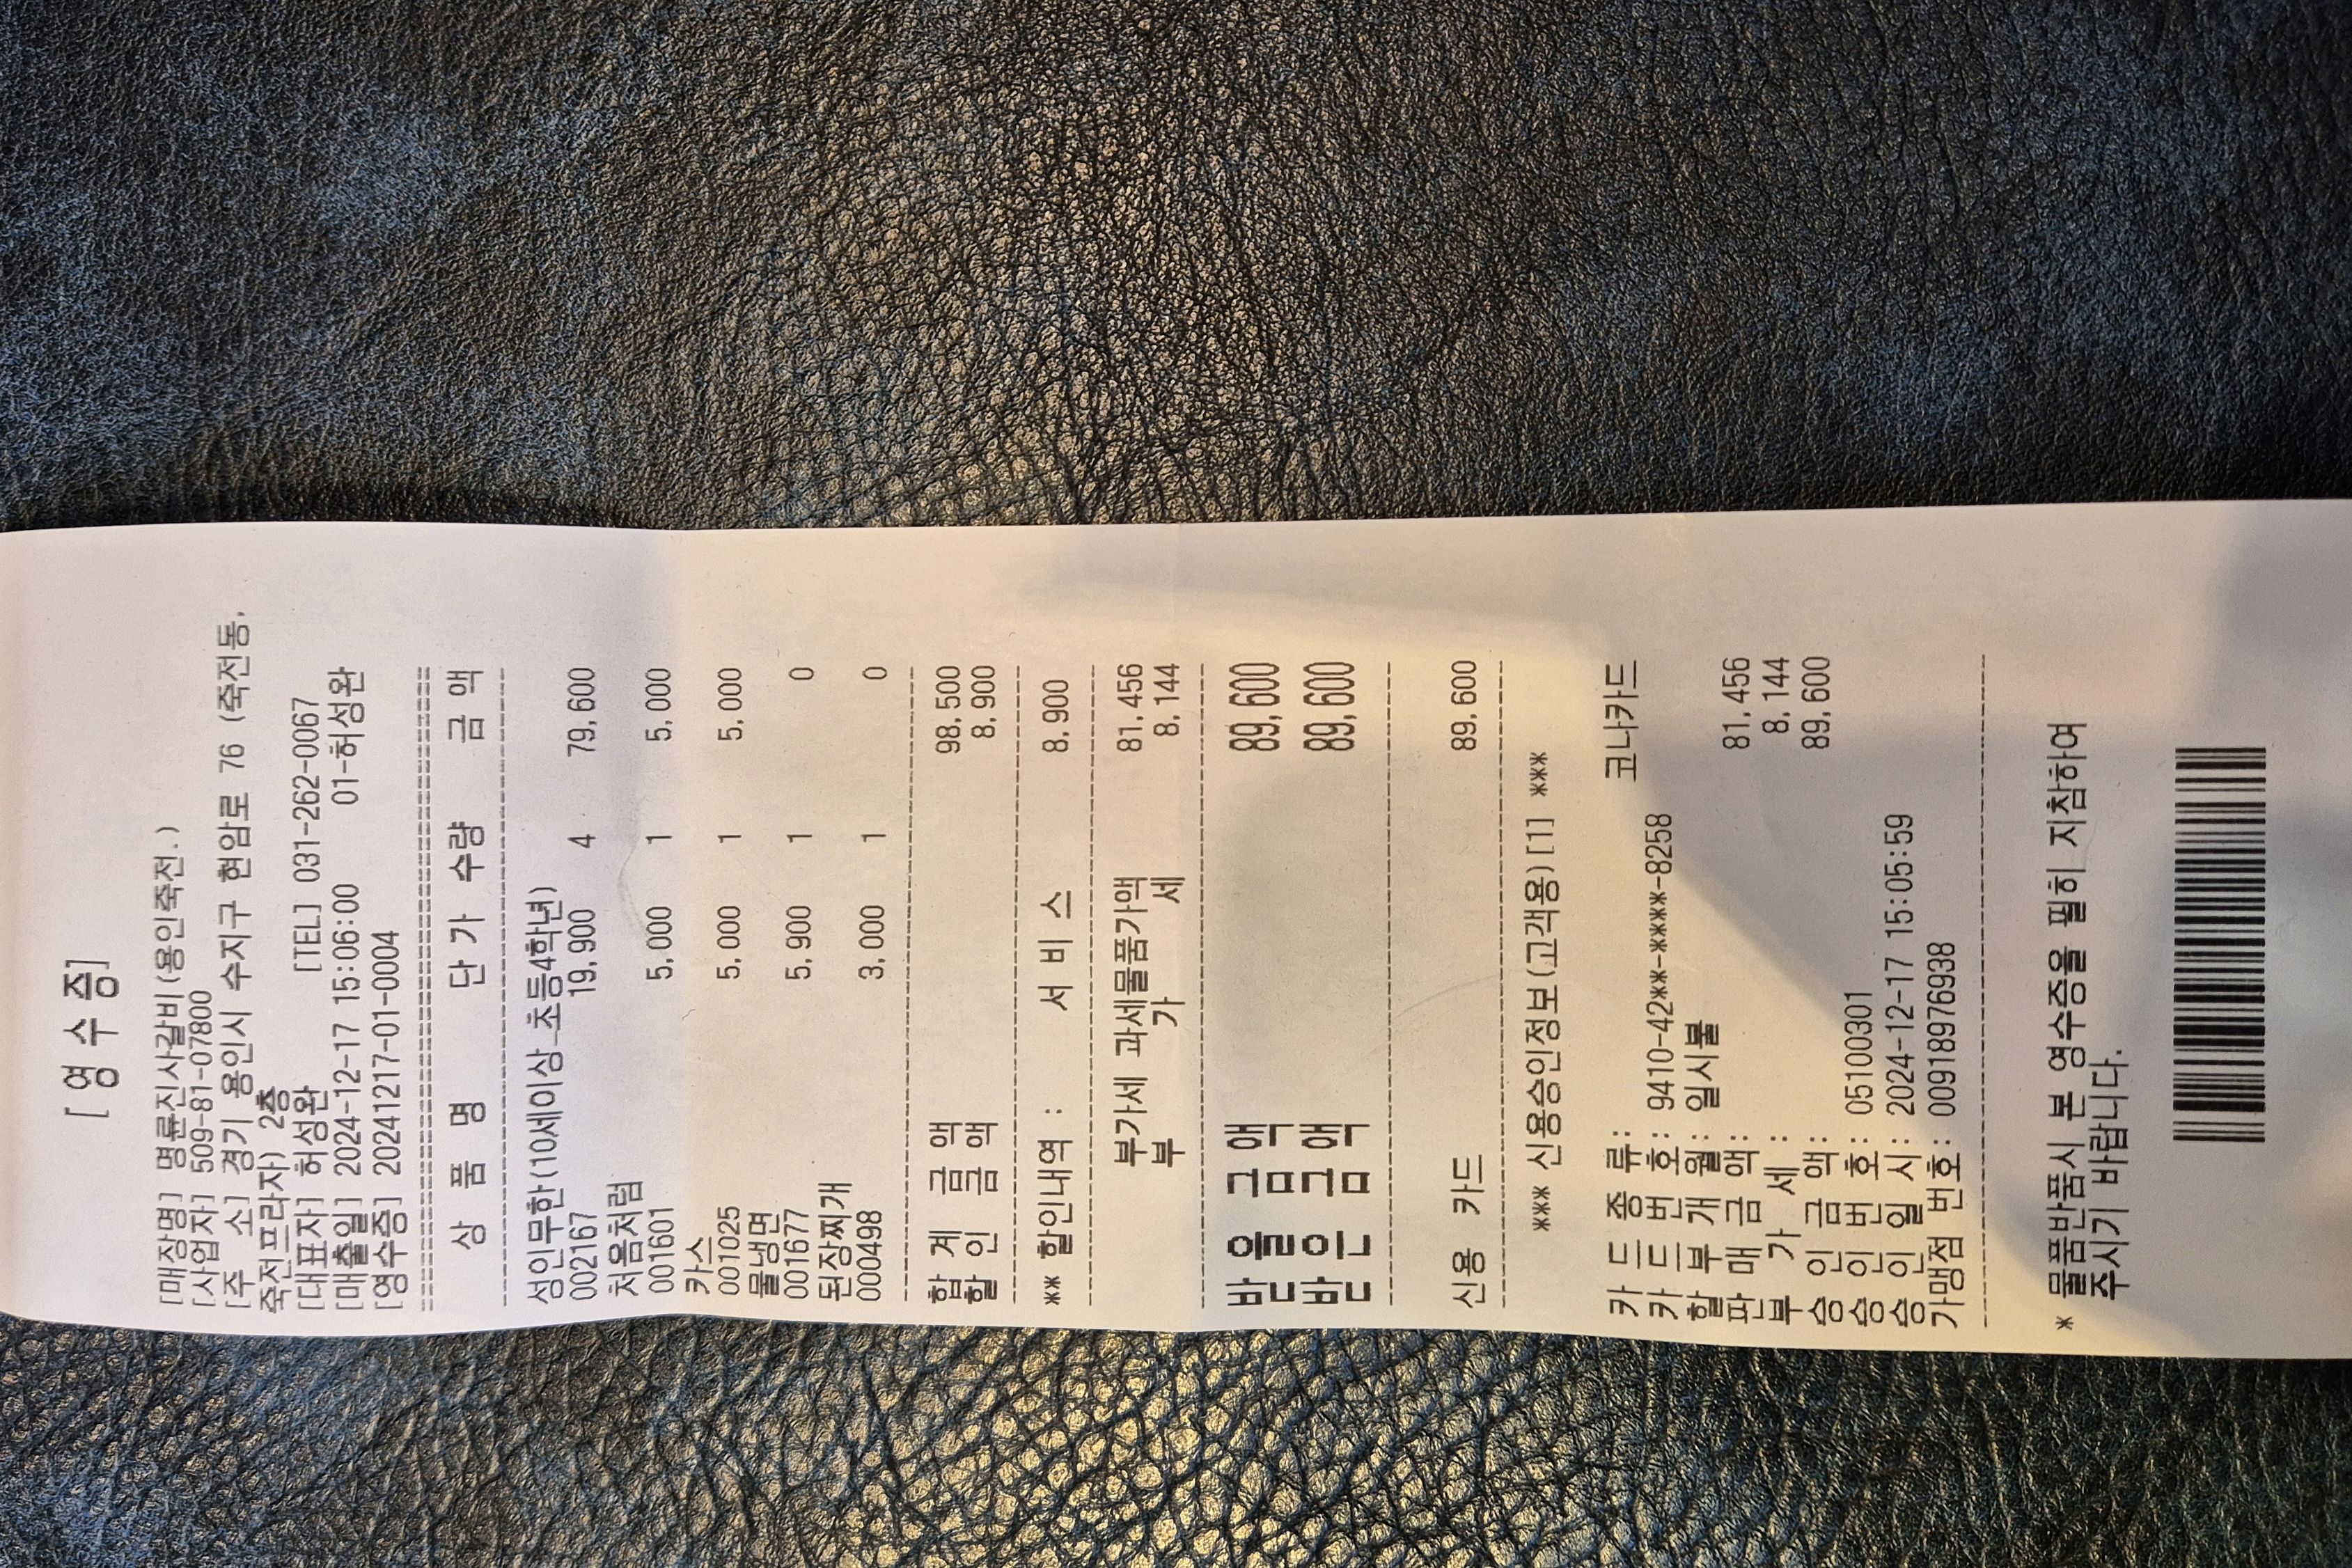 [ 영 수 증]
[매장명] 명륜진사갈비(용인죽전.)
[사업자] 509-81-07800
[주 소] 경기 용인시 수지구 현암로 76 (죽전동,
죽전프라자) 2층
[대표자] 허성완 [TEL] 031-262-0067
[매출일] 2024-12-17 15:06:00 01-허성완
[영수증] 20241217-01-0004
상 품 명 단 가 수량 금 액
성인무한(10세이상_초등4학년)
002167 19,900 4 79,600
처음처럼
001601 5,000 1 5,000
카스
001025 5,000 1 5,000
물냉면
001677 5,900 1 0
된장찌개
000498 3,000 1 0
합 계 금 액 98,500
할 인 금 액 8,900
** 할인내역 : 서 비 스 8,900
부가세 과세물품가액 81,456
부 가 세 8,144
받 을 금 액 89,600
받 은 금 액 89,600
신용 카드 89,600
*** 신용승인정보(고객용)[1] ***
카 드 종 류: 코나카드
카 드 번 호: 9410-42**-****-8258
할 부 개 월: 일시불
판 매 금 액: 81,456
부 가 세 : 8,144
승 인 금 액: 89,600
승 인 번 호: 05100301
승 인 일 시: 2024-12-17 15:05:59
가맹점 번호: 00918976938
* 물품반품시 본 영수증을 필히 지참하여
주시기 바랍니다.